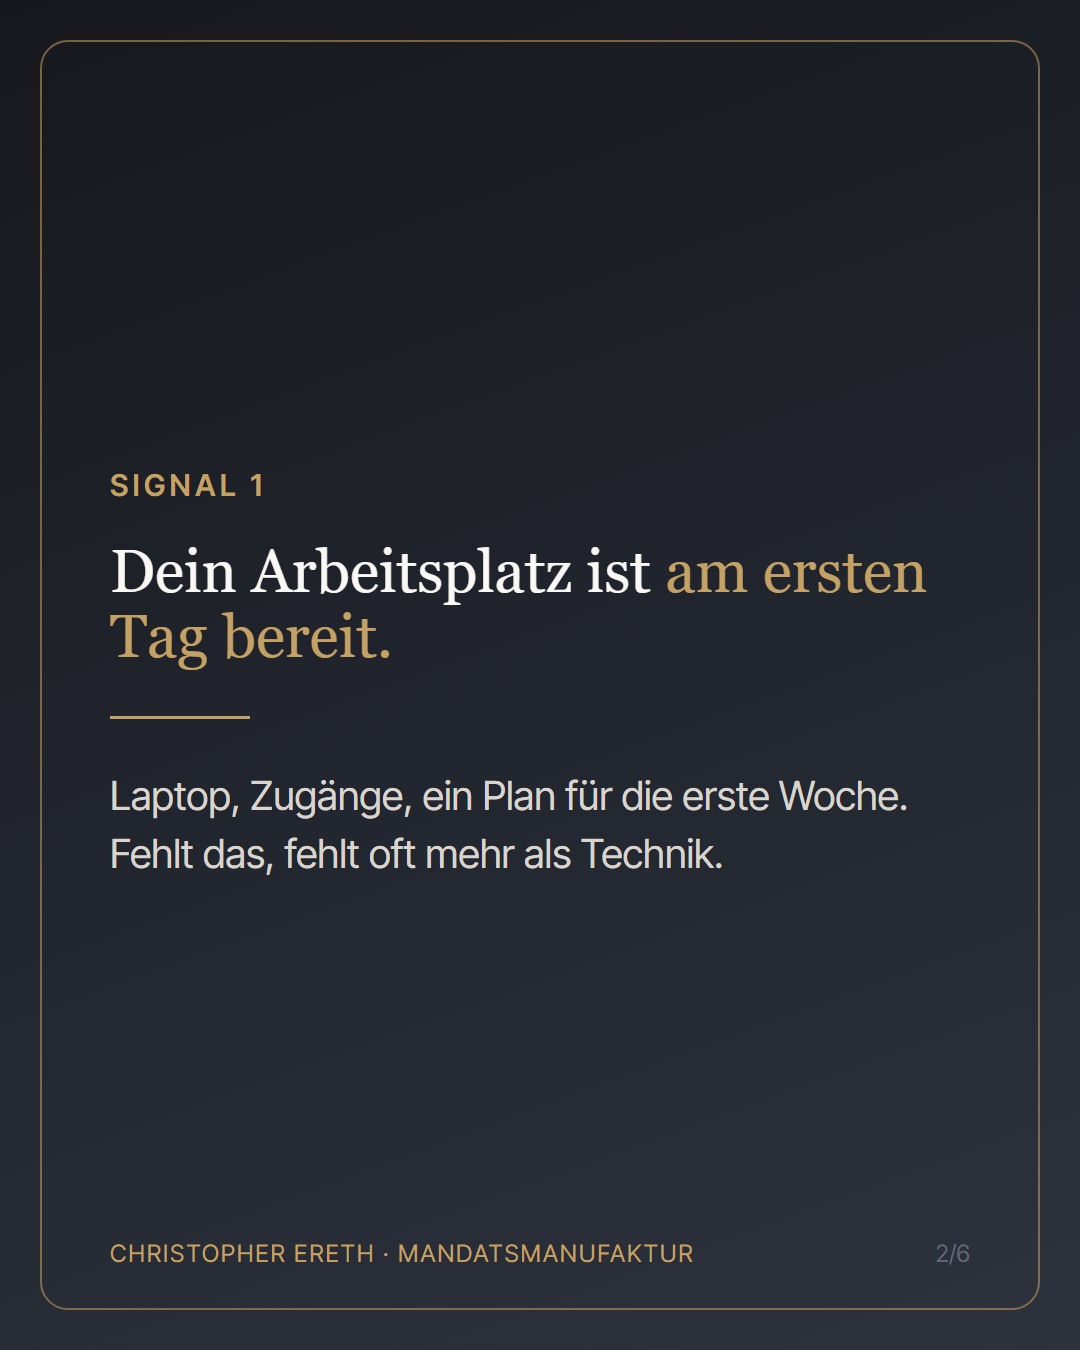 SIGNAL 1
Dein Arbeitsplatz ist am ersten
Tag bereit.
Laptop, Zugänge, ein Plan für die erste Woche.
Fehlt das, fehlt oft mehr als Technik.
CHRISTOPHER ERETH · MANDATSMANUFAKTUR
2/6